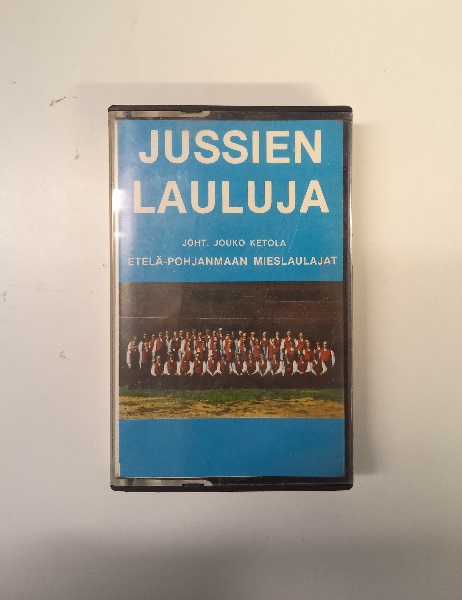 JUSSIEN
LAULUJA
JOHT. JOUKO KETOLA
ETELÄ-POHJANMAAN MIESLAULAJAT